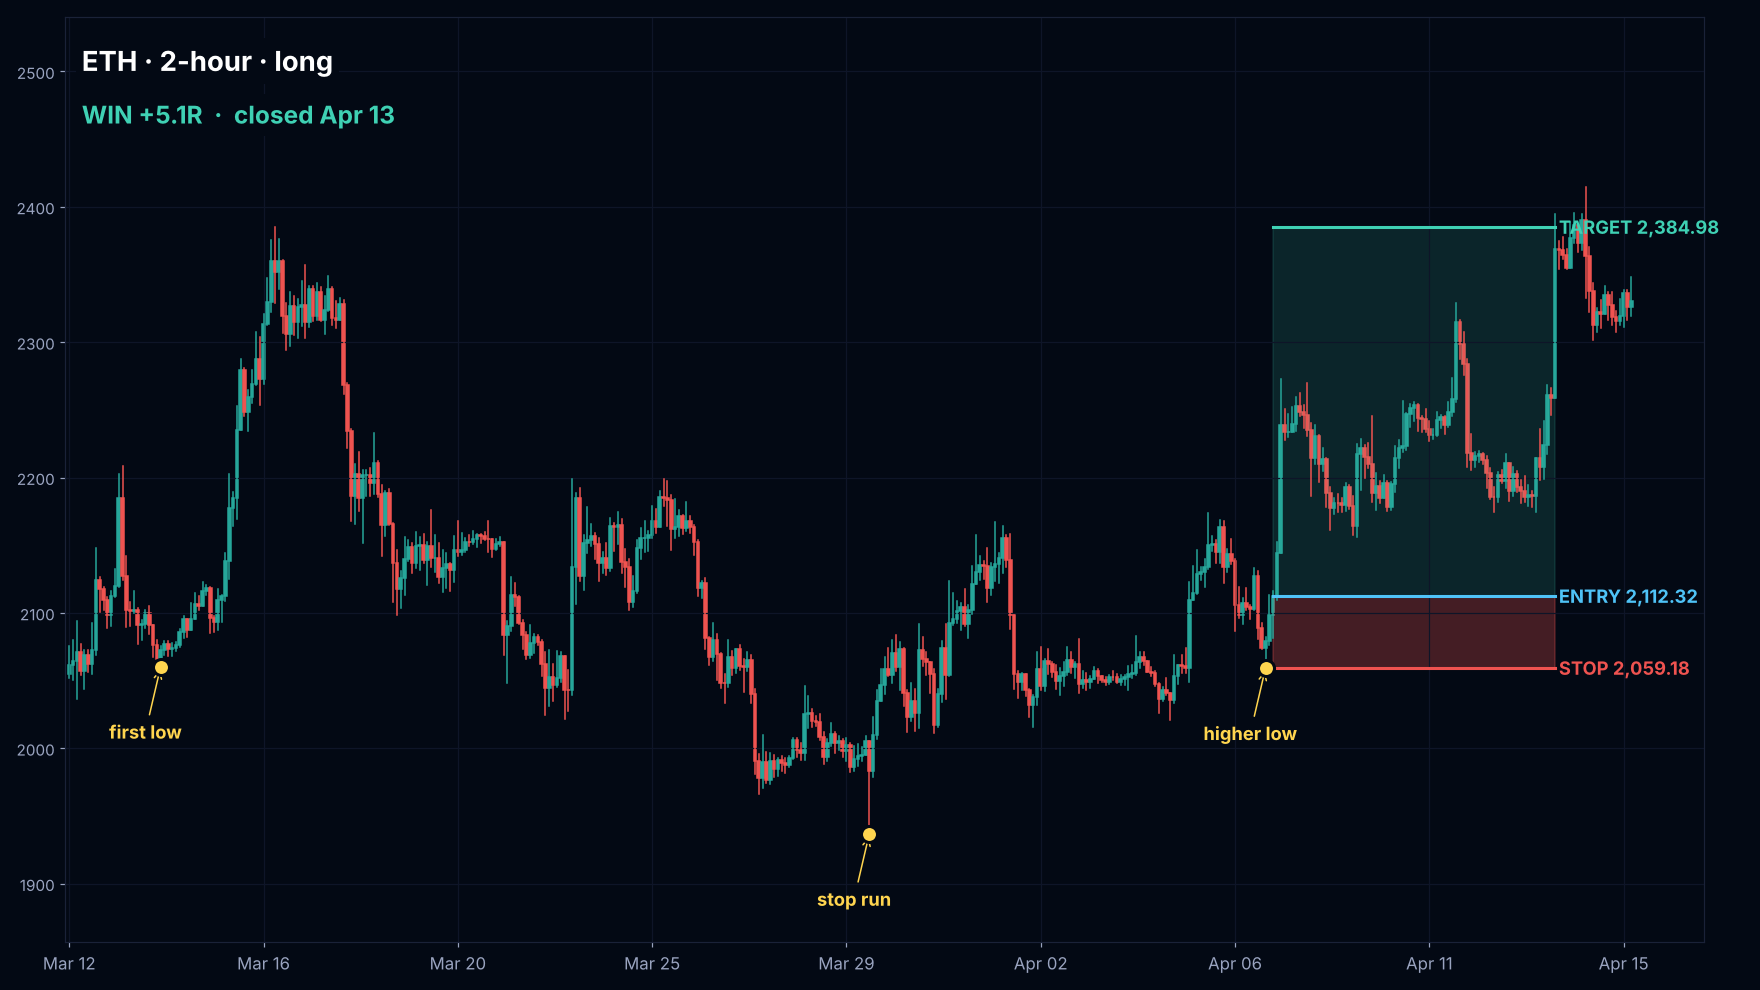 ETH · 2-hour · long
WIN +5.1R · closed Apr 13
2500
2400
2300
2200
2100
2000
1900
TARGET 2,384.98
ENTRY 2,112.32
STOP 2,059.18
first low
higher low
stop run
Mar 12
Mar 16
Mar 20
Mar 25
Mar 29
Apr 02
Apr 06
Apr 11
Apr 15